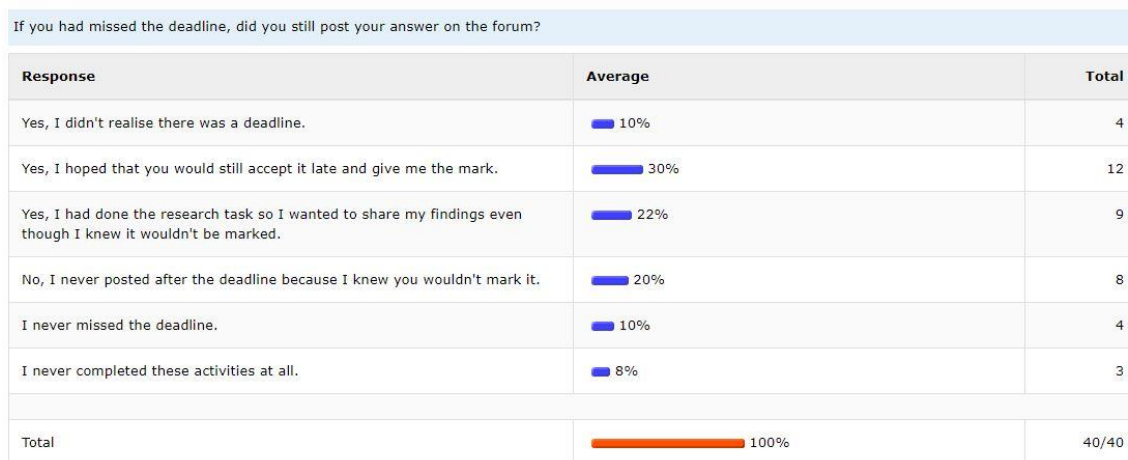 If you had missed the deadline, did you still post your answer on the forum?
Response Average Total
Yes, I didn't realise there was a deadline. 10% 4
Yes, I hoped that you would still accept it late and give me the mark. 30% 12
Yes, I had done the research task so I wanted to share my findings even 22% 9
though I knew it wouldn't be marked.
No, I never posted after the deadline because I knew you wouldn't mark it. 20% 8
I never missed the deadline. 10% 4
I never completed these activities at all. 8% 3
Total 100% 40/40